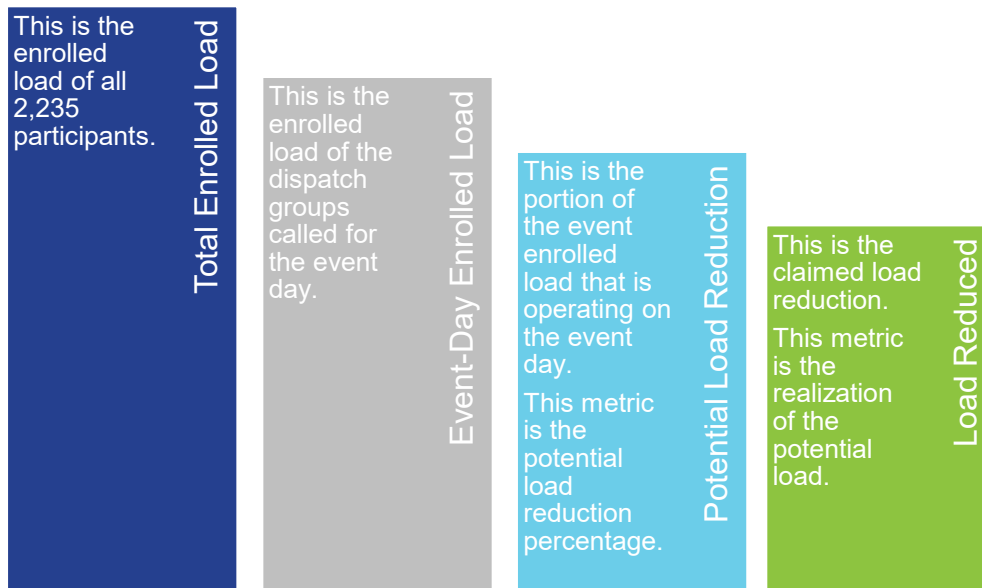 This is the
enrolled
load of all
2,235
participants.
Total Enrolled Load
This is the
enrolled
load of the
dispatch
groups
called for
the event
day.
Event-Day Enrolled Load
This is the
portion of
the event
enrolled
load that is
operating on
the event
day.
This metric
is the
potential
load
reduction
percentage.
Potential Load Reduction
This is the
claimed load
reduction.
This metric
is the
realization
of the
potential
load.
Load Reduced